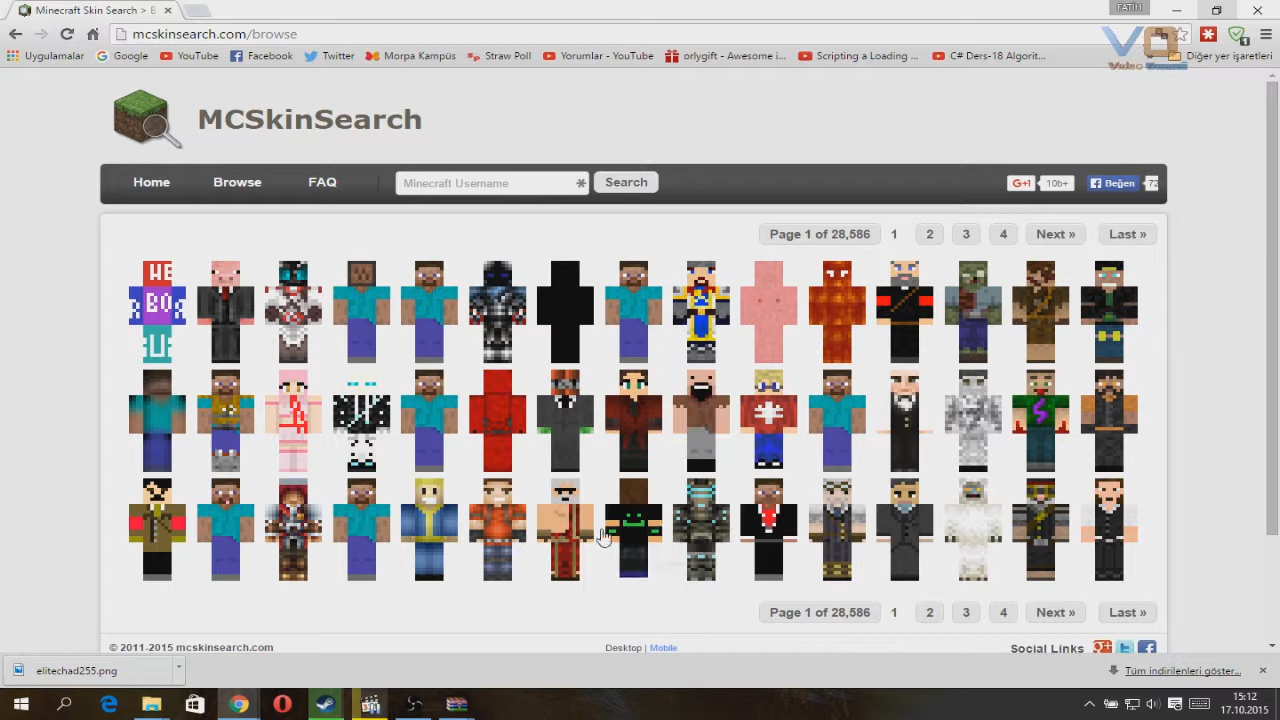 Minecraft Skin Search > B
FATIH
mcskinsearch.com/browse
Uygulamalar Google YouTube Facebook Twitter Morpa Kampüs Straw Poll Yorumlar - YouTube orlygift - Awesome i... Scripting a Loading ... C# Ders-18 Algorit... Diğer yer işaretleri
MCSkinSearch
Home Browse FAQ Minecraft Username Search G+1 10b+ Beğen 72
Page 1 of 28,586 1 2 3 4 Next » Last »
HE
BO
Page 1 of 28,586 1 2 3 4 Next » Last »
© 2011-2015 mcskinsearch.com Desktop | Mobile Social Links
elitechad255.png Tüm indirilenleri göster...
15:12
17.10.2015